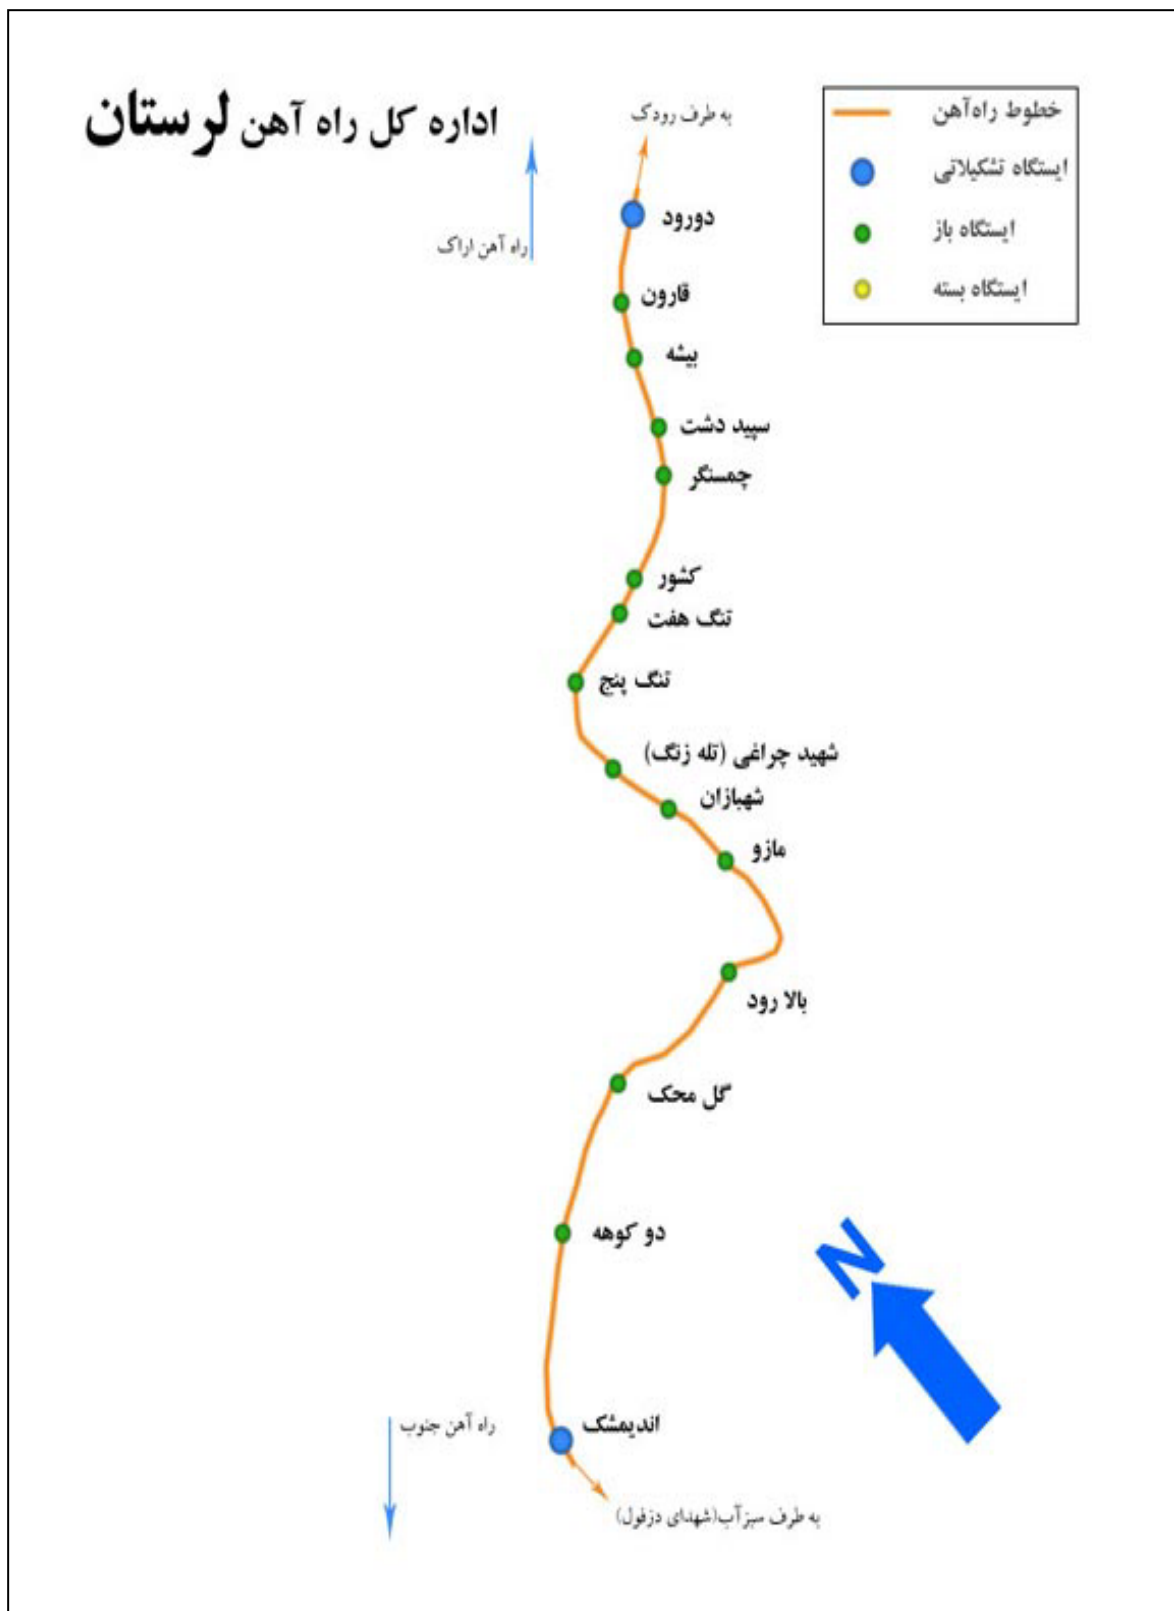 اداره کل راه آهن لرستان
به طرف رودک
خطوط راه‌آهن
ایستگاه تشکیلاتی
ایستگاه باز
ایستگاه بسته
راه آهن اراک
دورود
قارون
بیشه
سپید دشت
چمسنگر
کشور
تنگ هفت
تنگ پنج
شهید چراغی (تله زنگ)
شهبازان
مازو
بالا رود
گل محک
دو کوهه
N
اندیمشک
راه آهن جنوب
به طرف سبزآب(شهدای دزفول)